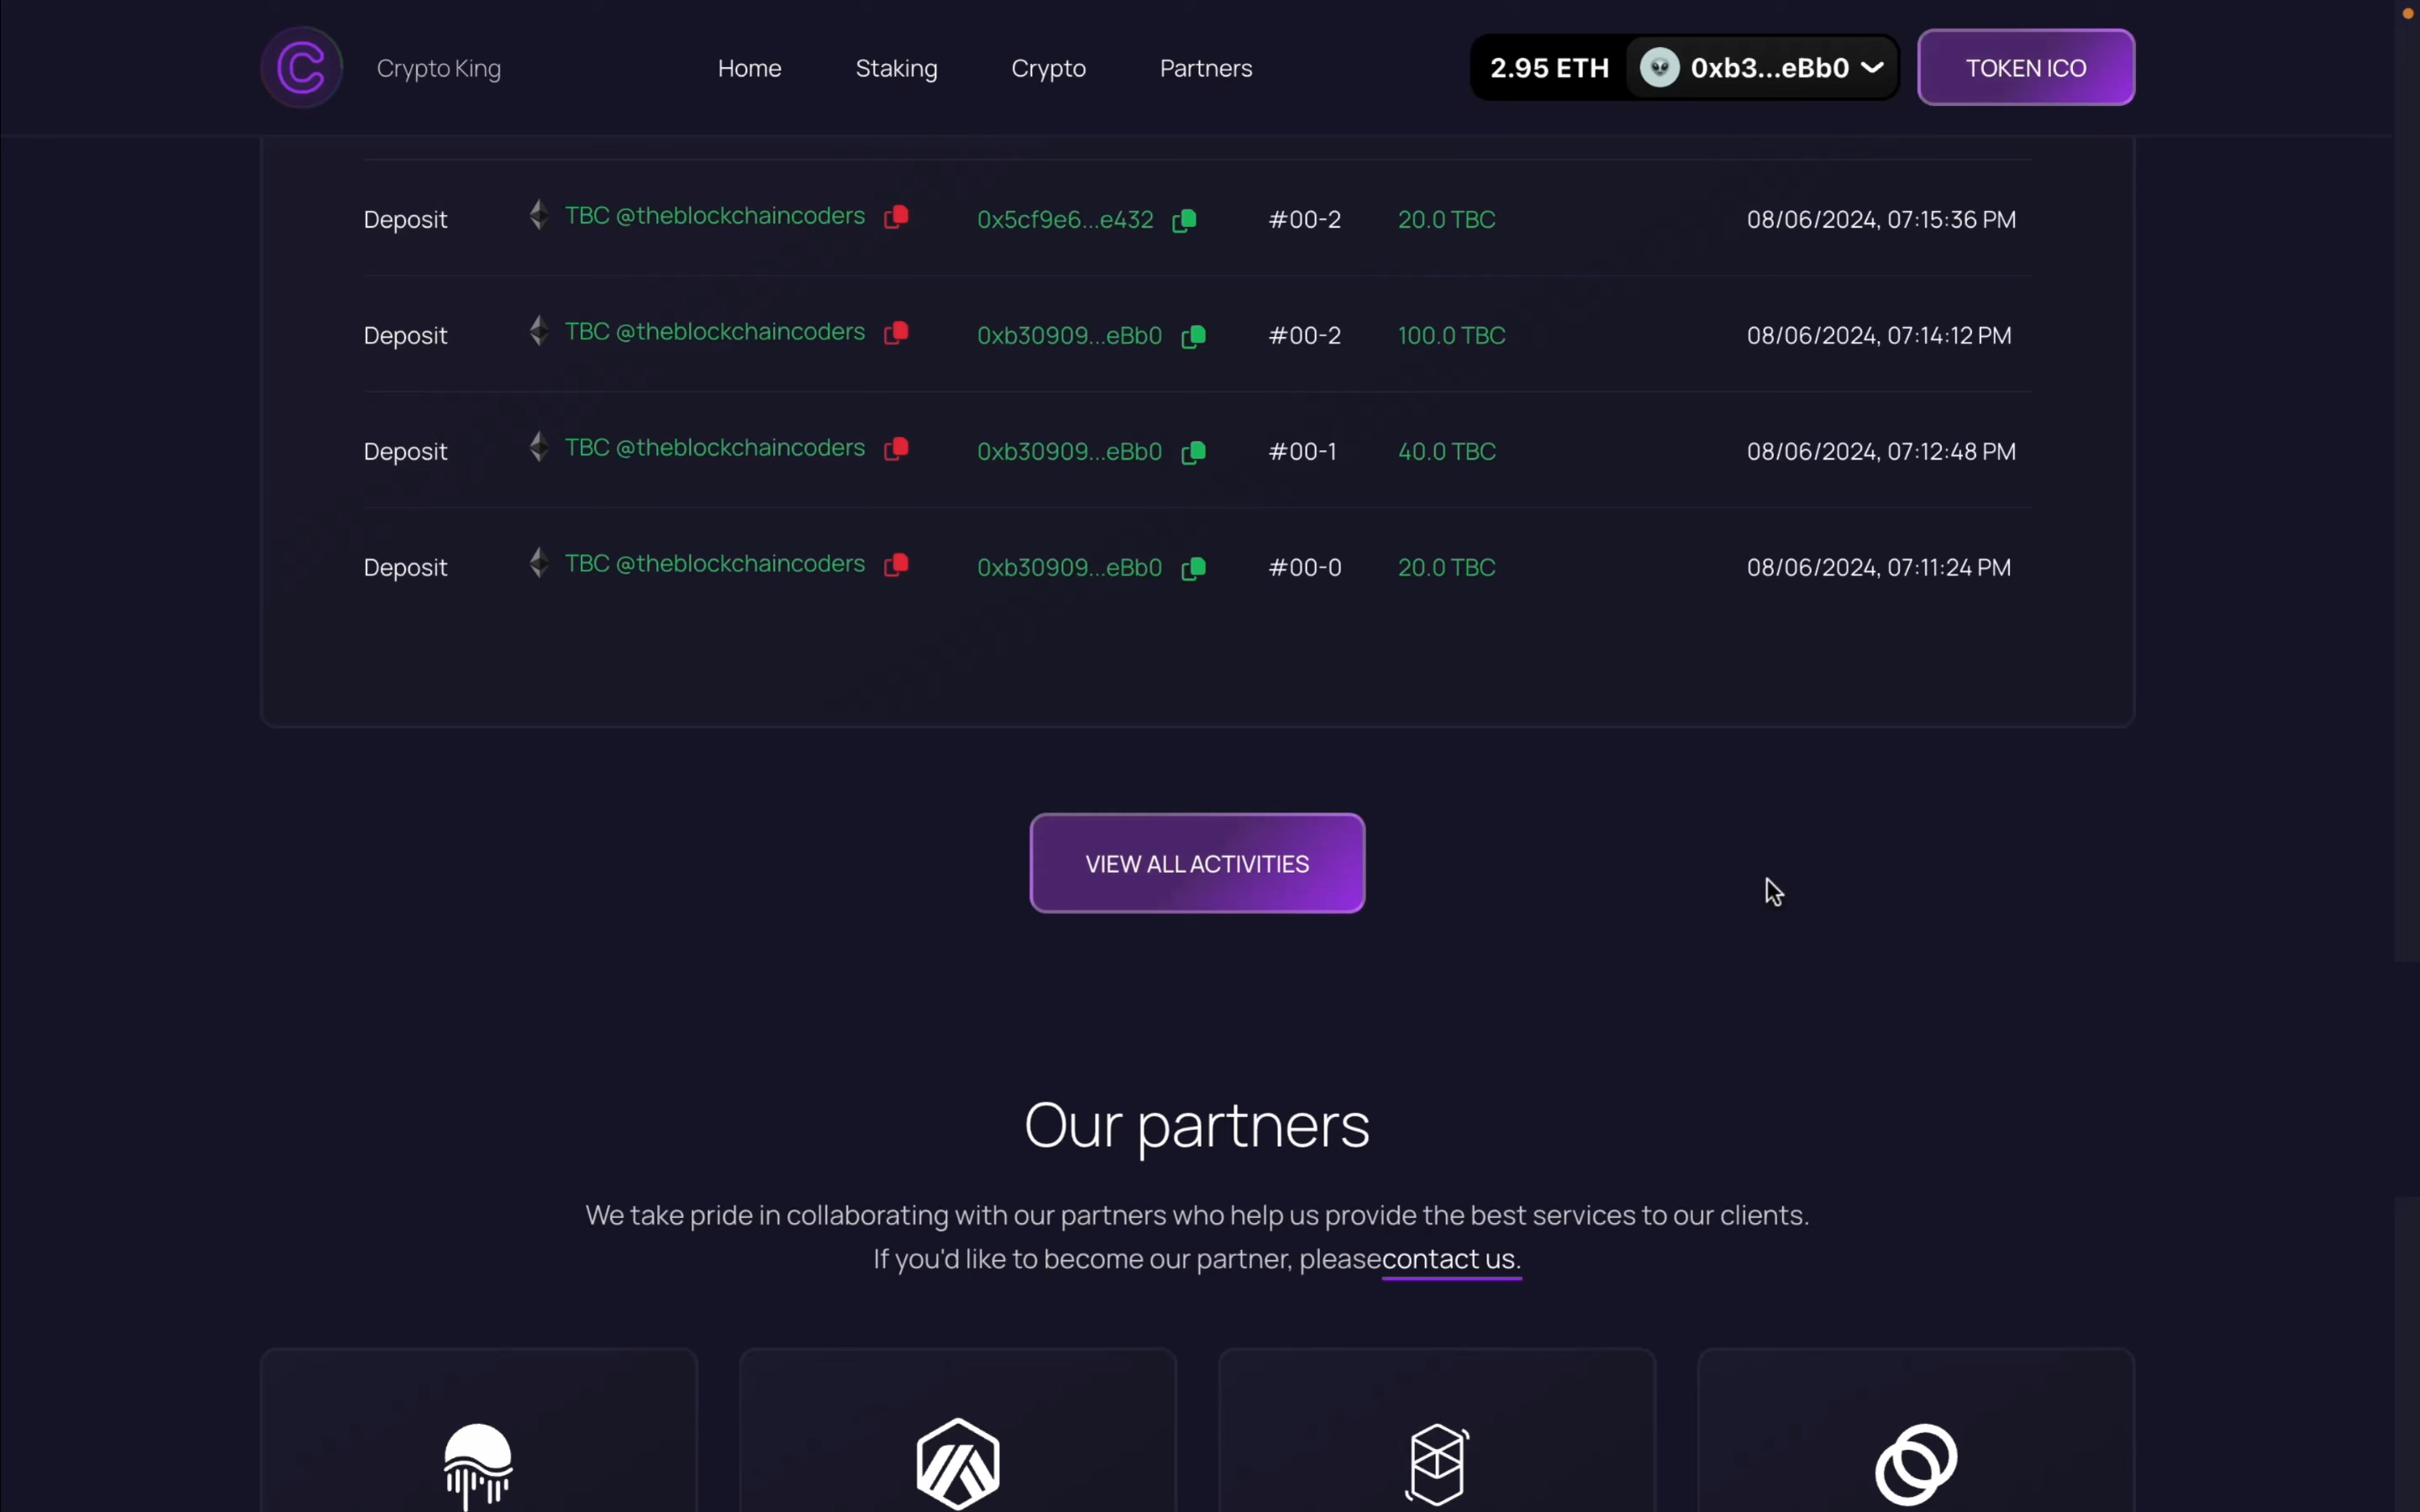 Crypto King Home Staking Crypto Partners 2.95 ETH 0xb3...eBb0 TOKEN ICO
Deposit TBC @theblockchaincoders 0x5cf9e6...e432 #00-2 20.0 TBC 08/06/2024, 07:15:36 PM
Deposit TBC @theblockchaincoders 0xb30909...eBb0 #00-2 100.0 TBC 08/06/2024, 07:14:12 PM
Deposit TBC @theblockchaincoders 0xb30909...eBb0 #00-1 40.0 TBC 08/06/2024, 07:12:48 PM
Deposit TBC @theblockchaincoders 0xb30909...eBb0 #00-0 20.0 TBC 08/06/2024, 07:11:24 PM
VIEW ALL ACTIVITIES
Our partners
We take pride in collaborating with our partners who help us provide the best services to our clients.
If you'd like to become our partner, pleasecontact us.